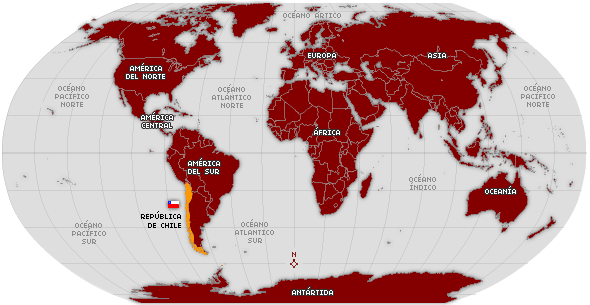 OCÉANO ÁRTICO
EUROPA
ASIA
AMÉRICA
DEL NORTE
OCÉANO
PACÍFICO
NORTE
OCÉANO
ATLÁNTICO
NORTE
OCÉANO
PACÍFICO
NORTE
AMÉRICA
CENTRAL
ÁFRICA
AMÉRICA
DEL SUR
OCÉANO
ÍNDICO
OCEANÍA
REPÚBLICA
DE CHILE
OCÉANO
PACÍFICO
SUR
OCÉANO
ATLANTICO
SUR
N
ANTÁRTIDA